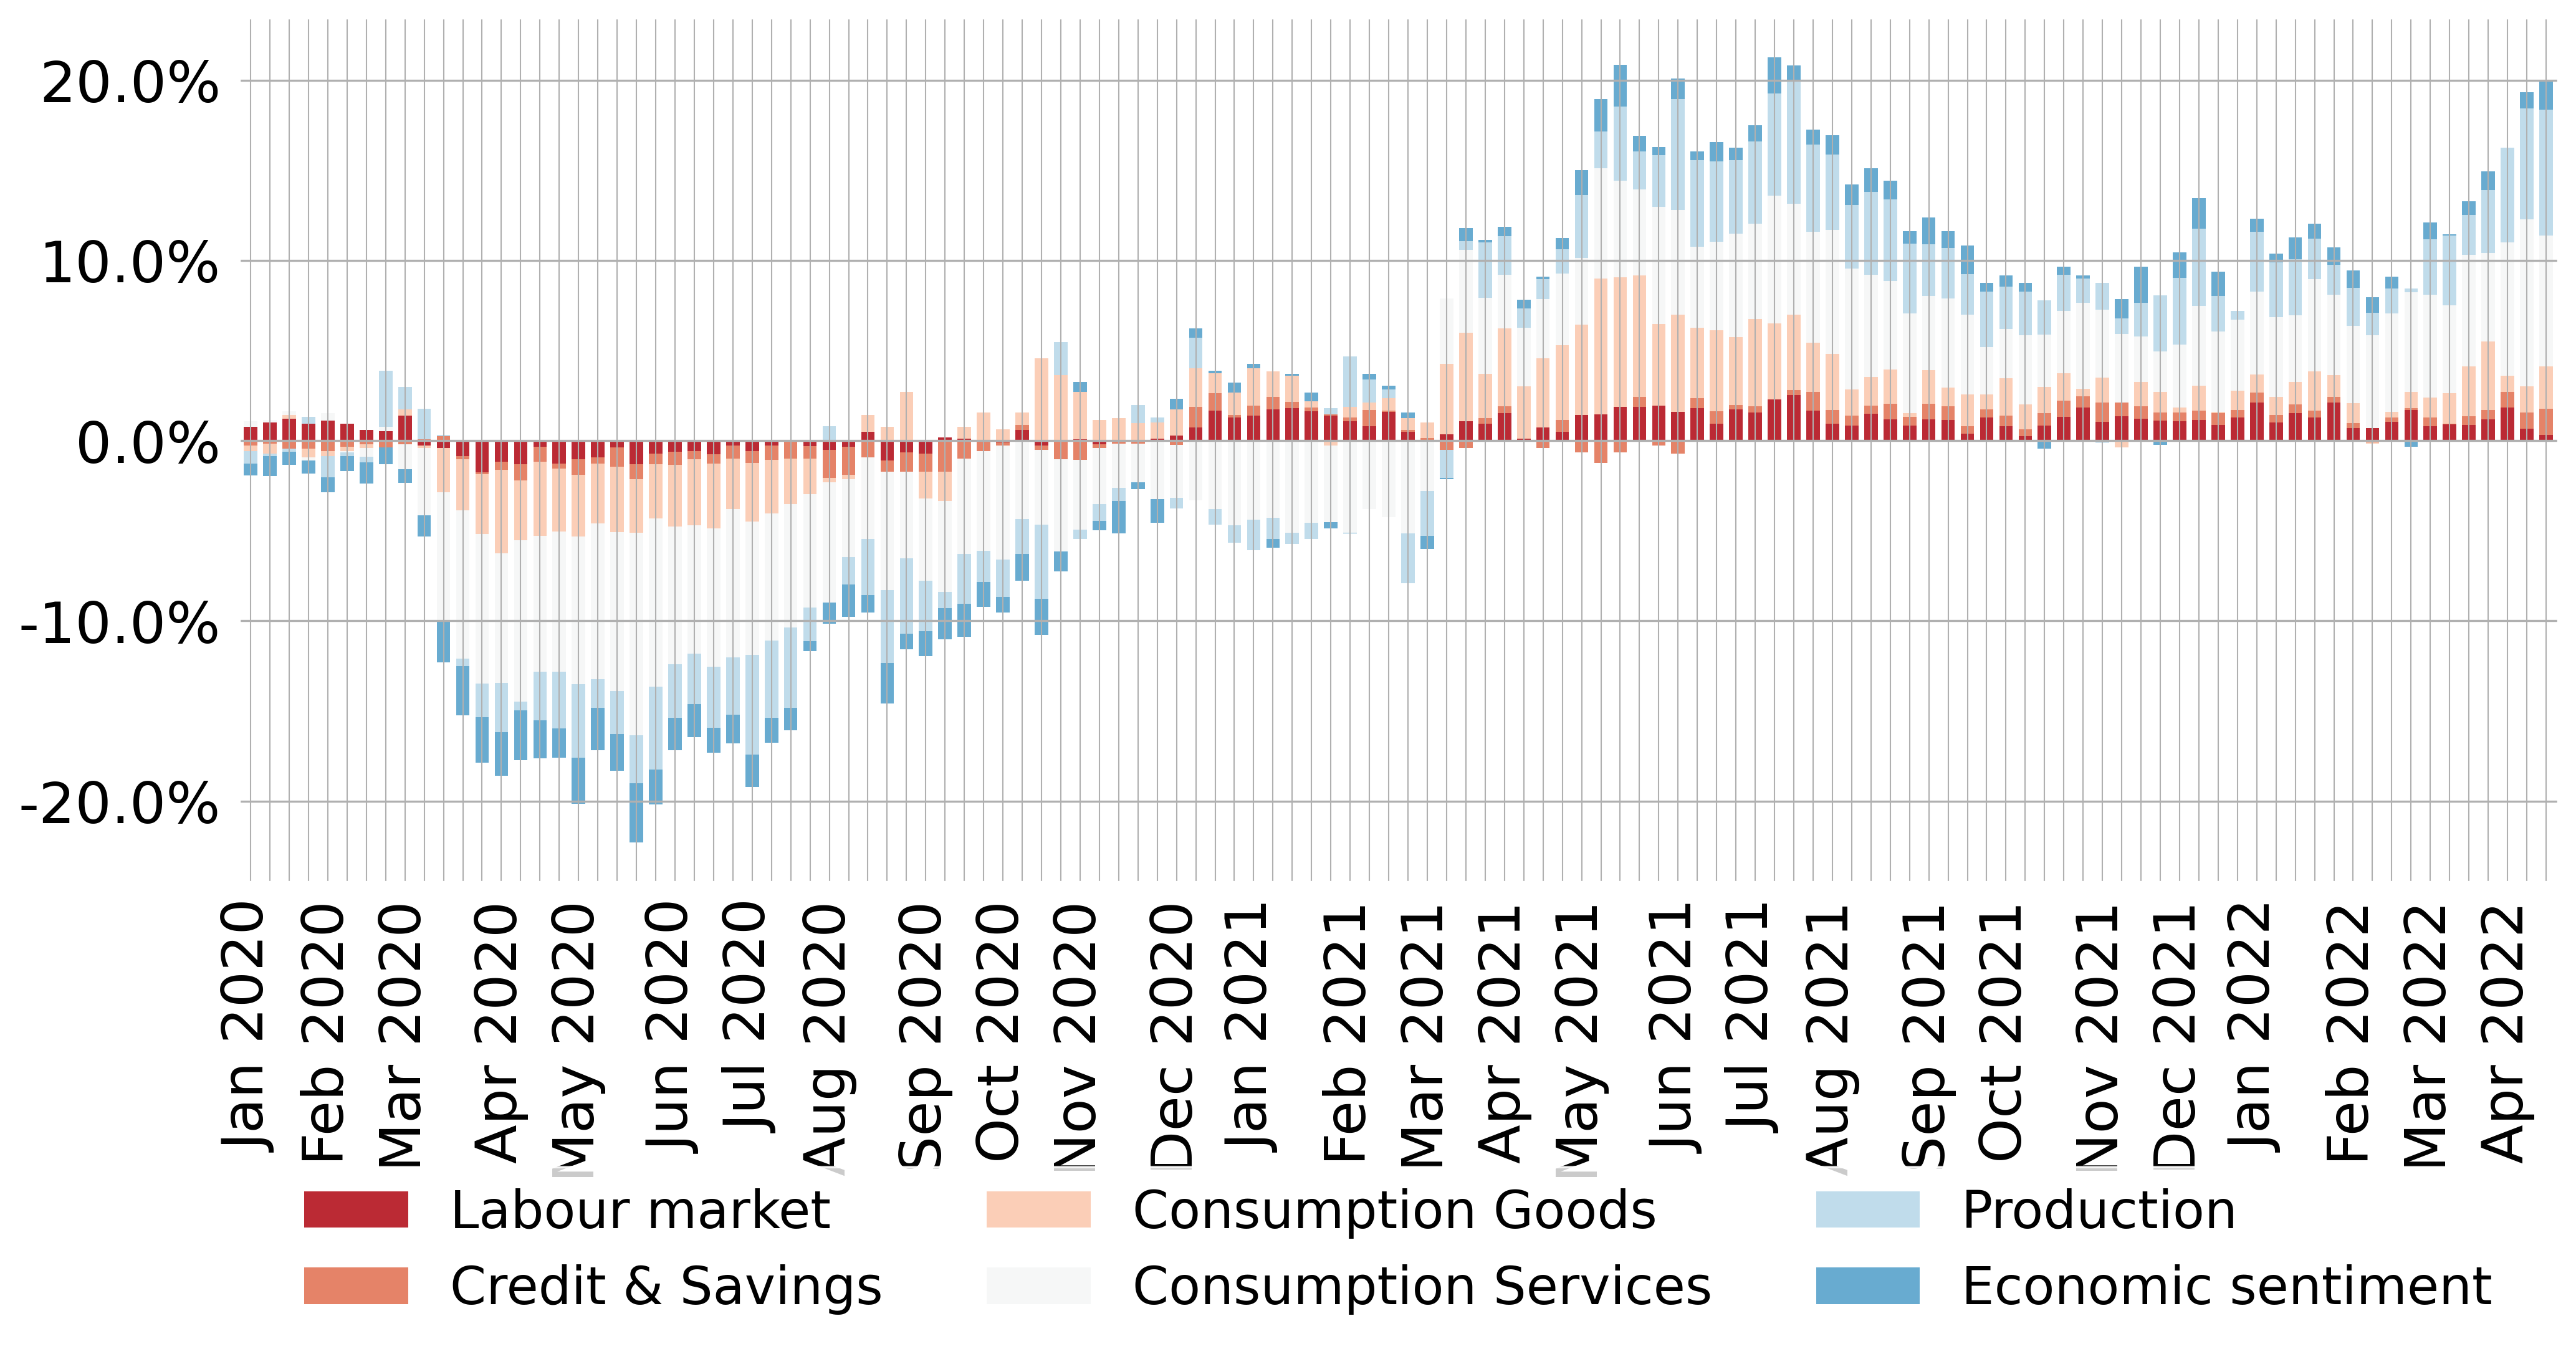 20.0%
10.0%
0.0%
-10.0%
-20.0%
Jan 2020
Feb 2020
Mar 2020
Apr 2020
May 2020
Jun 2020
Jul 2020
Aug 2020
Sep 2020
Oct 2020
Nov 2020
Dec 2020
Jan 2021
Feb 2021
Mar 2021
Apr 2021
May 2021
Jun 2021
Jul 2021
Aug 2021
Sep 2021
Oct 2021
Nov 2021
Dec 2021
Jan 2022
Feb 2022
Mar 2022
Apr 2022
Labour market
Consumption Goods
Production
Credit & Savings
Consumption Services
Economic sentiment